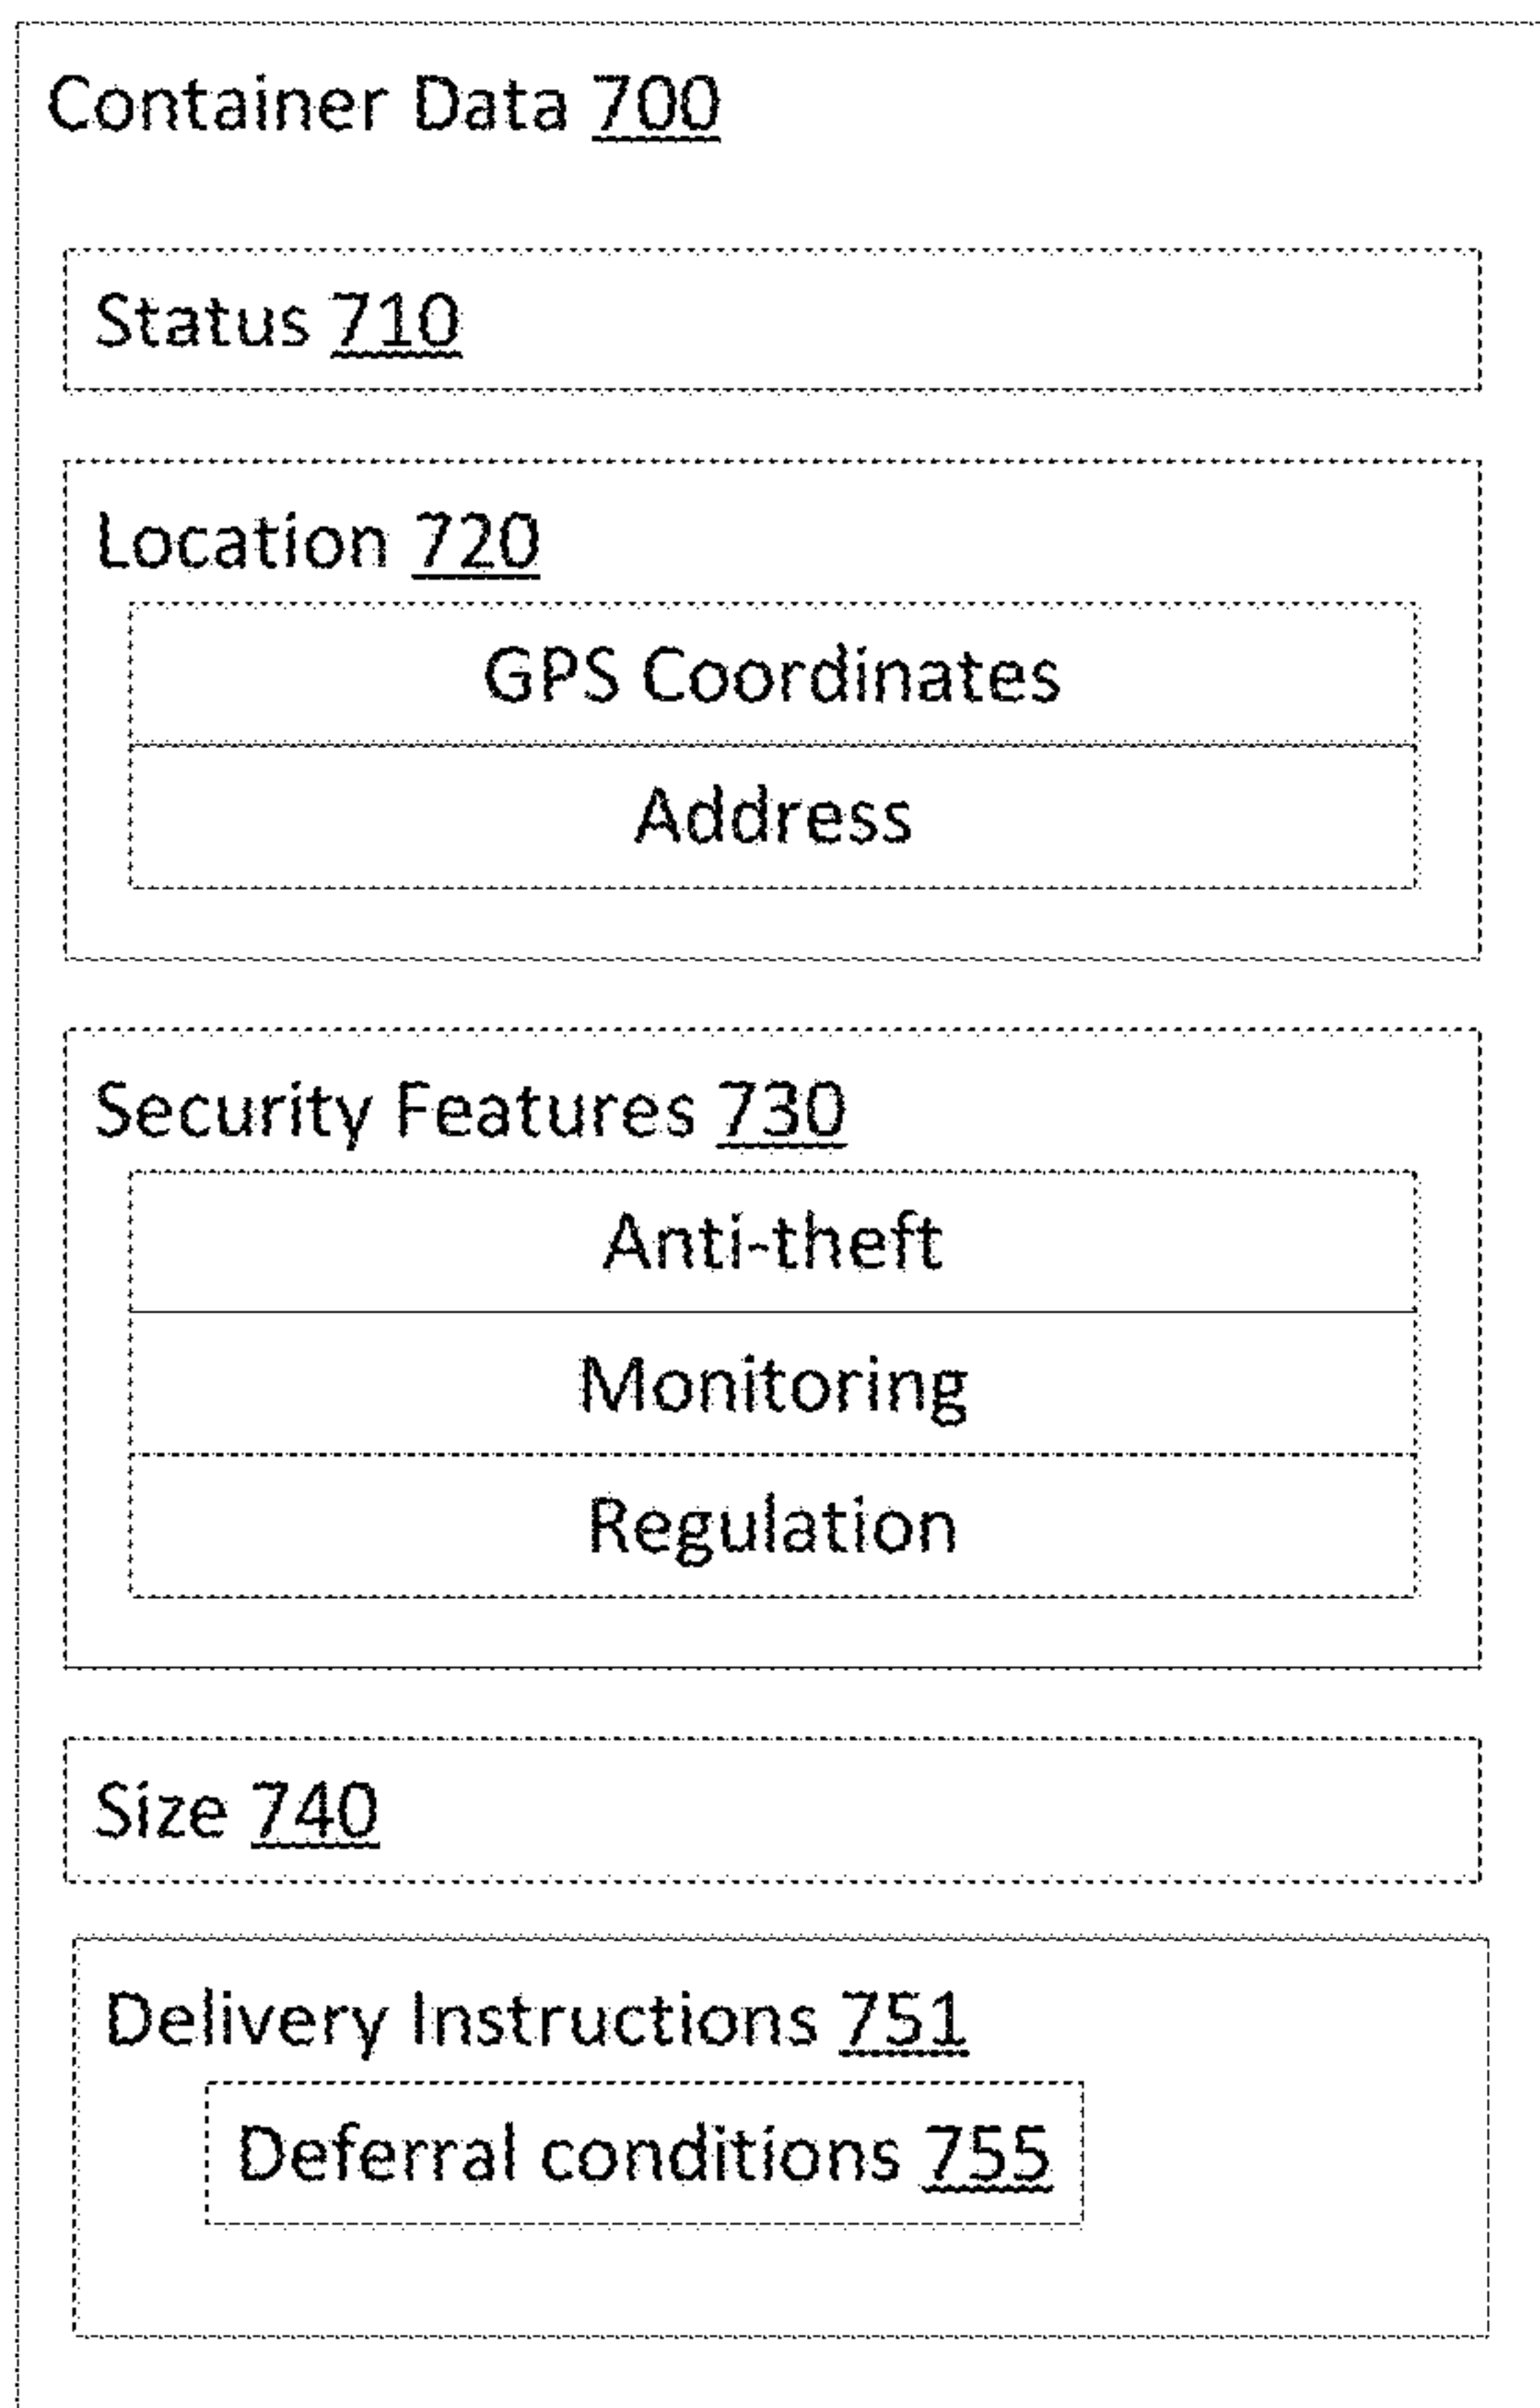 Container Data 700
Status 710
Location 720
GPS Coordinates
Address
Security Features 730
Anti-theft
Monitoring
Regulation
Size 740
Delivery Instructions 751
Deferral conditions 755